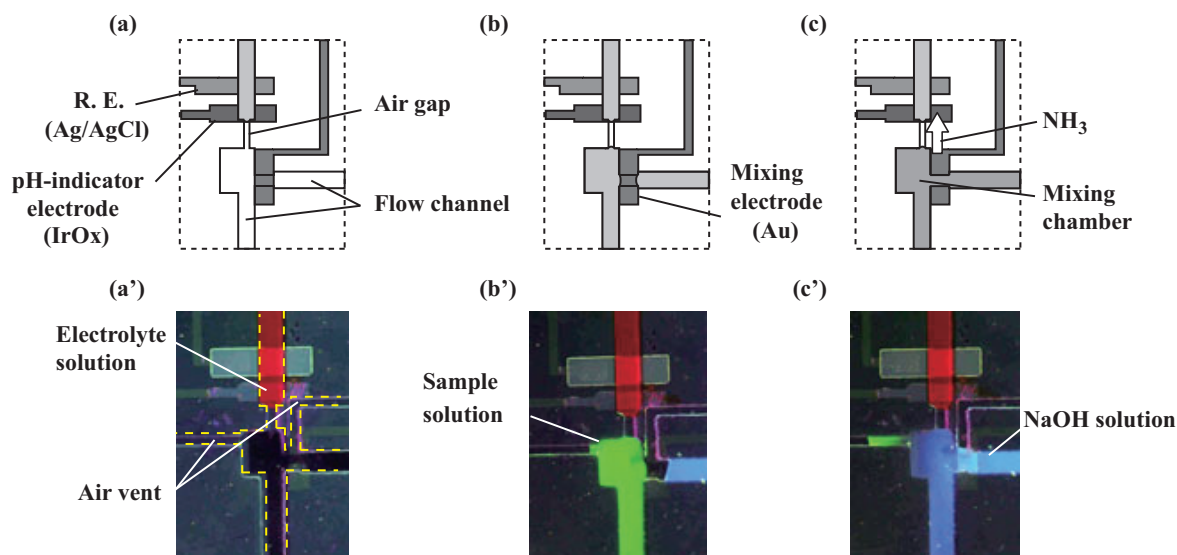 (a)
(b)
(c)
R. E.
(Ag/AgCl)
Air gap
NH3
pH-indicator
electrode
(IrOx)
Flow channel
Mixing
electrode
(Au)
Mixing
chamber
(a’)
(b’)
(c’)
Electrolyte
solution
Sample
solution
NaOH solution
Air vent